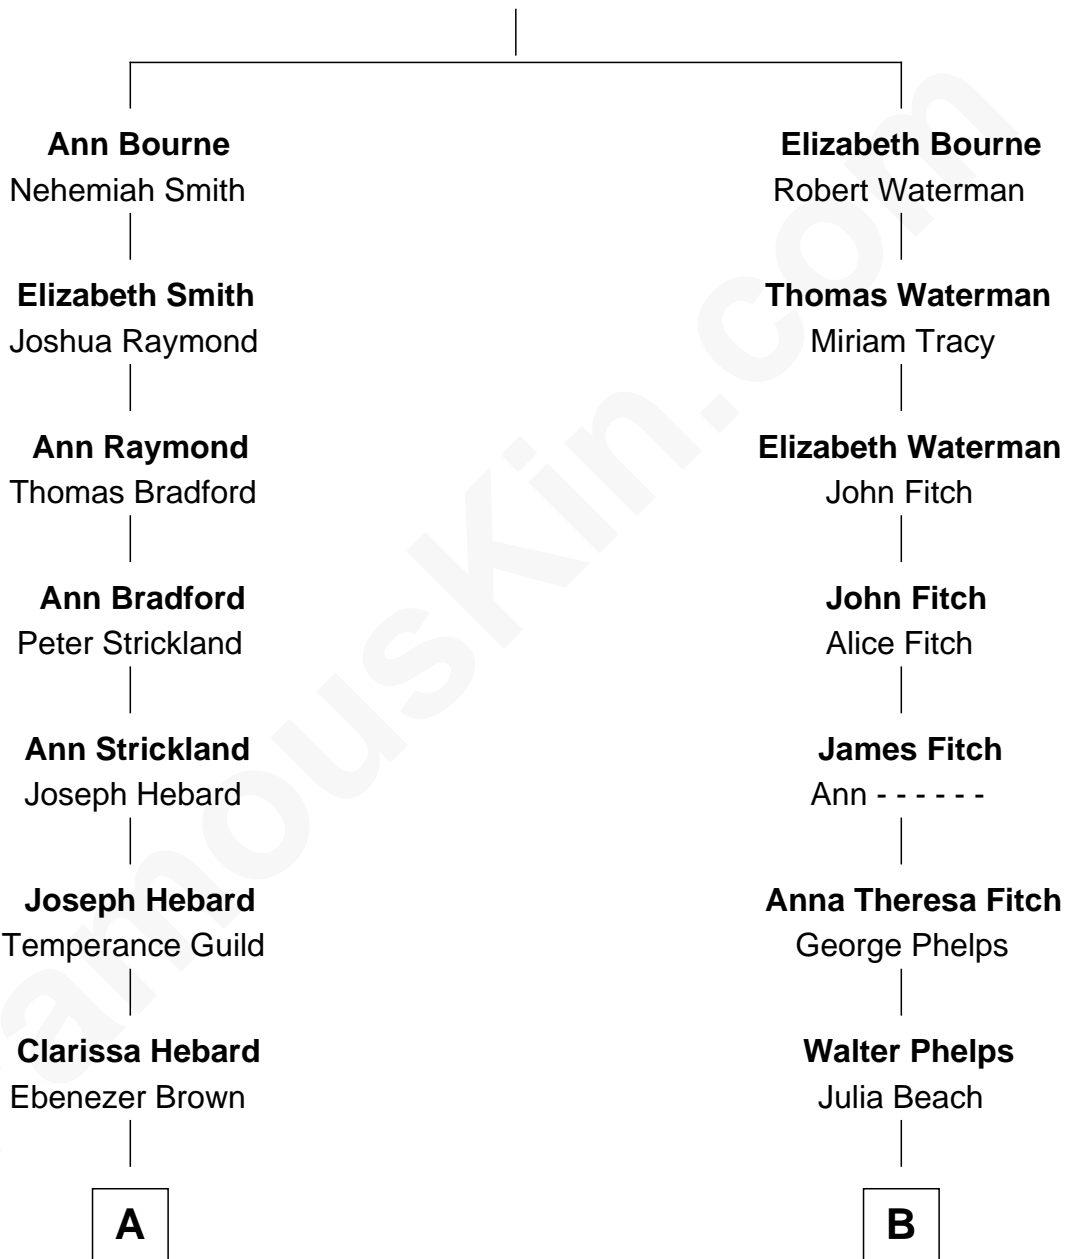 Ann Bourne
Nehemiah Smith
Elizabeth Smith
Joshua Raymond
Ann Raymond
Thomas Bradford
Ann Bradford
Peter Strickland
Ann Strickland
Joseph Hebard
Joseph Hebard
Temperance Guild
Clarissa Hebard
Ebenezer Brown
A
Elizabeth Bourne
Robert Waterman
Thomas Waterman
Miriam Tracy
Elizabeth Waterman
John Fitch
John Fitch
Alice Fitch
James Fitch
Ann - - - - - -
Anna Theresa Fitch
George Phelps
Walter Phelps
Julia Beach
B
amousKin.com